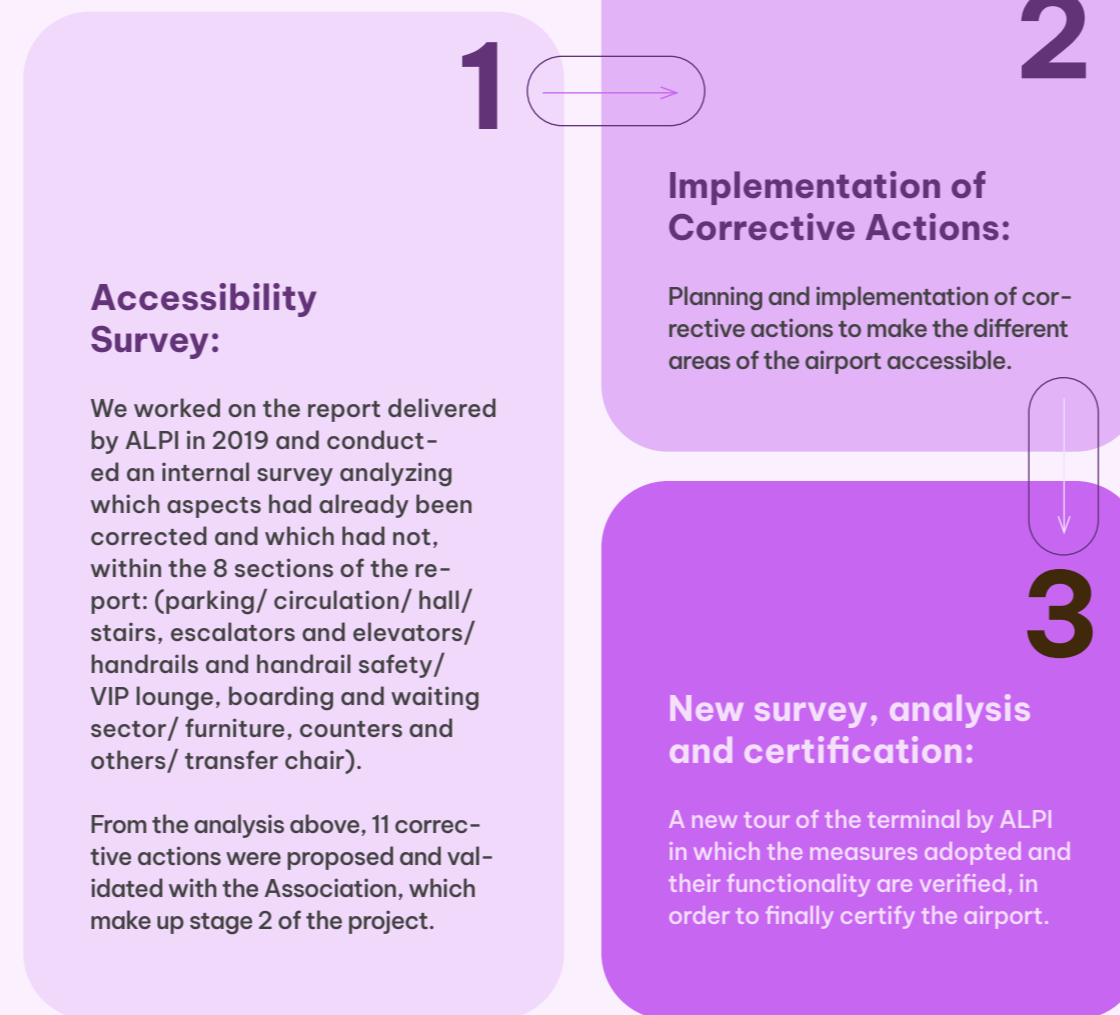 1
Accessibility
Survey:
We worked on the report delivered
by ALPI in 2019 and conduct-
ed an internal survey analyzing
which aspects had already been
corrected and which had not,
within the 8 sections of the re-
port: (parking/ circulation/ hall/
stairs, escalators and elevators/
handrails and handrail safety/
VIP lounge, boarding and waiting
sector/ furniture, counters and
others/ transfer chair).
From the analysis above, 11 correc-
tive actions were proposed and val-
idated with the Association, which
make up stage 2 of the project.
2
Implementation of
Corrective Actions:
Planning and implementation of cor-
rective actions to make the different
areas of the airport accessible.
3
New survey, analysis
and certification:
A new tour of the terminal by ALPI
in which the measures adopted and
their functionality are verified, in
order to finally certify the airport.